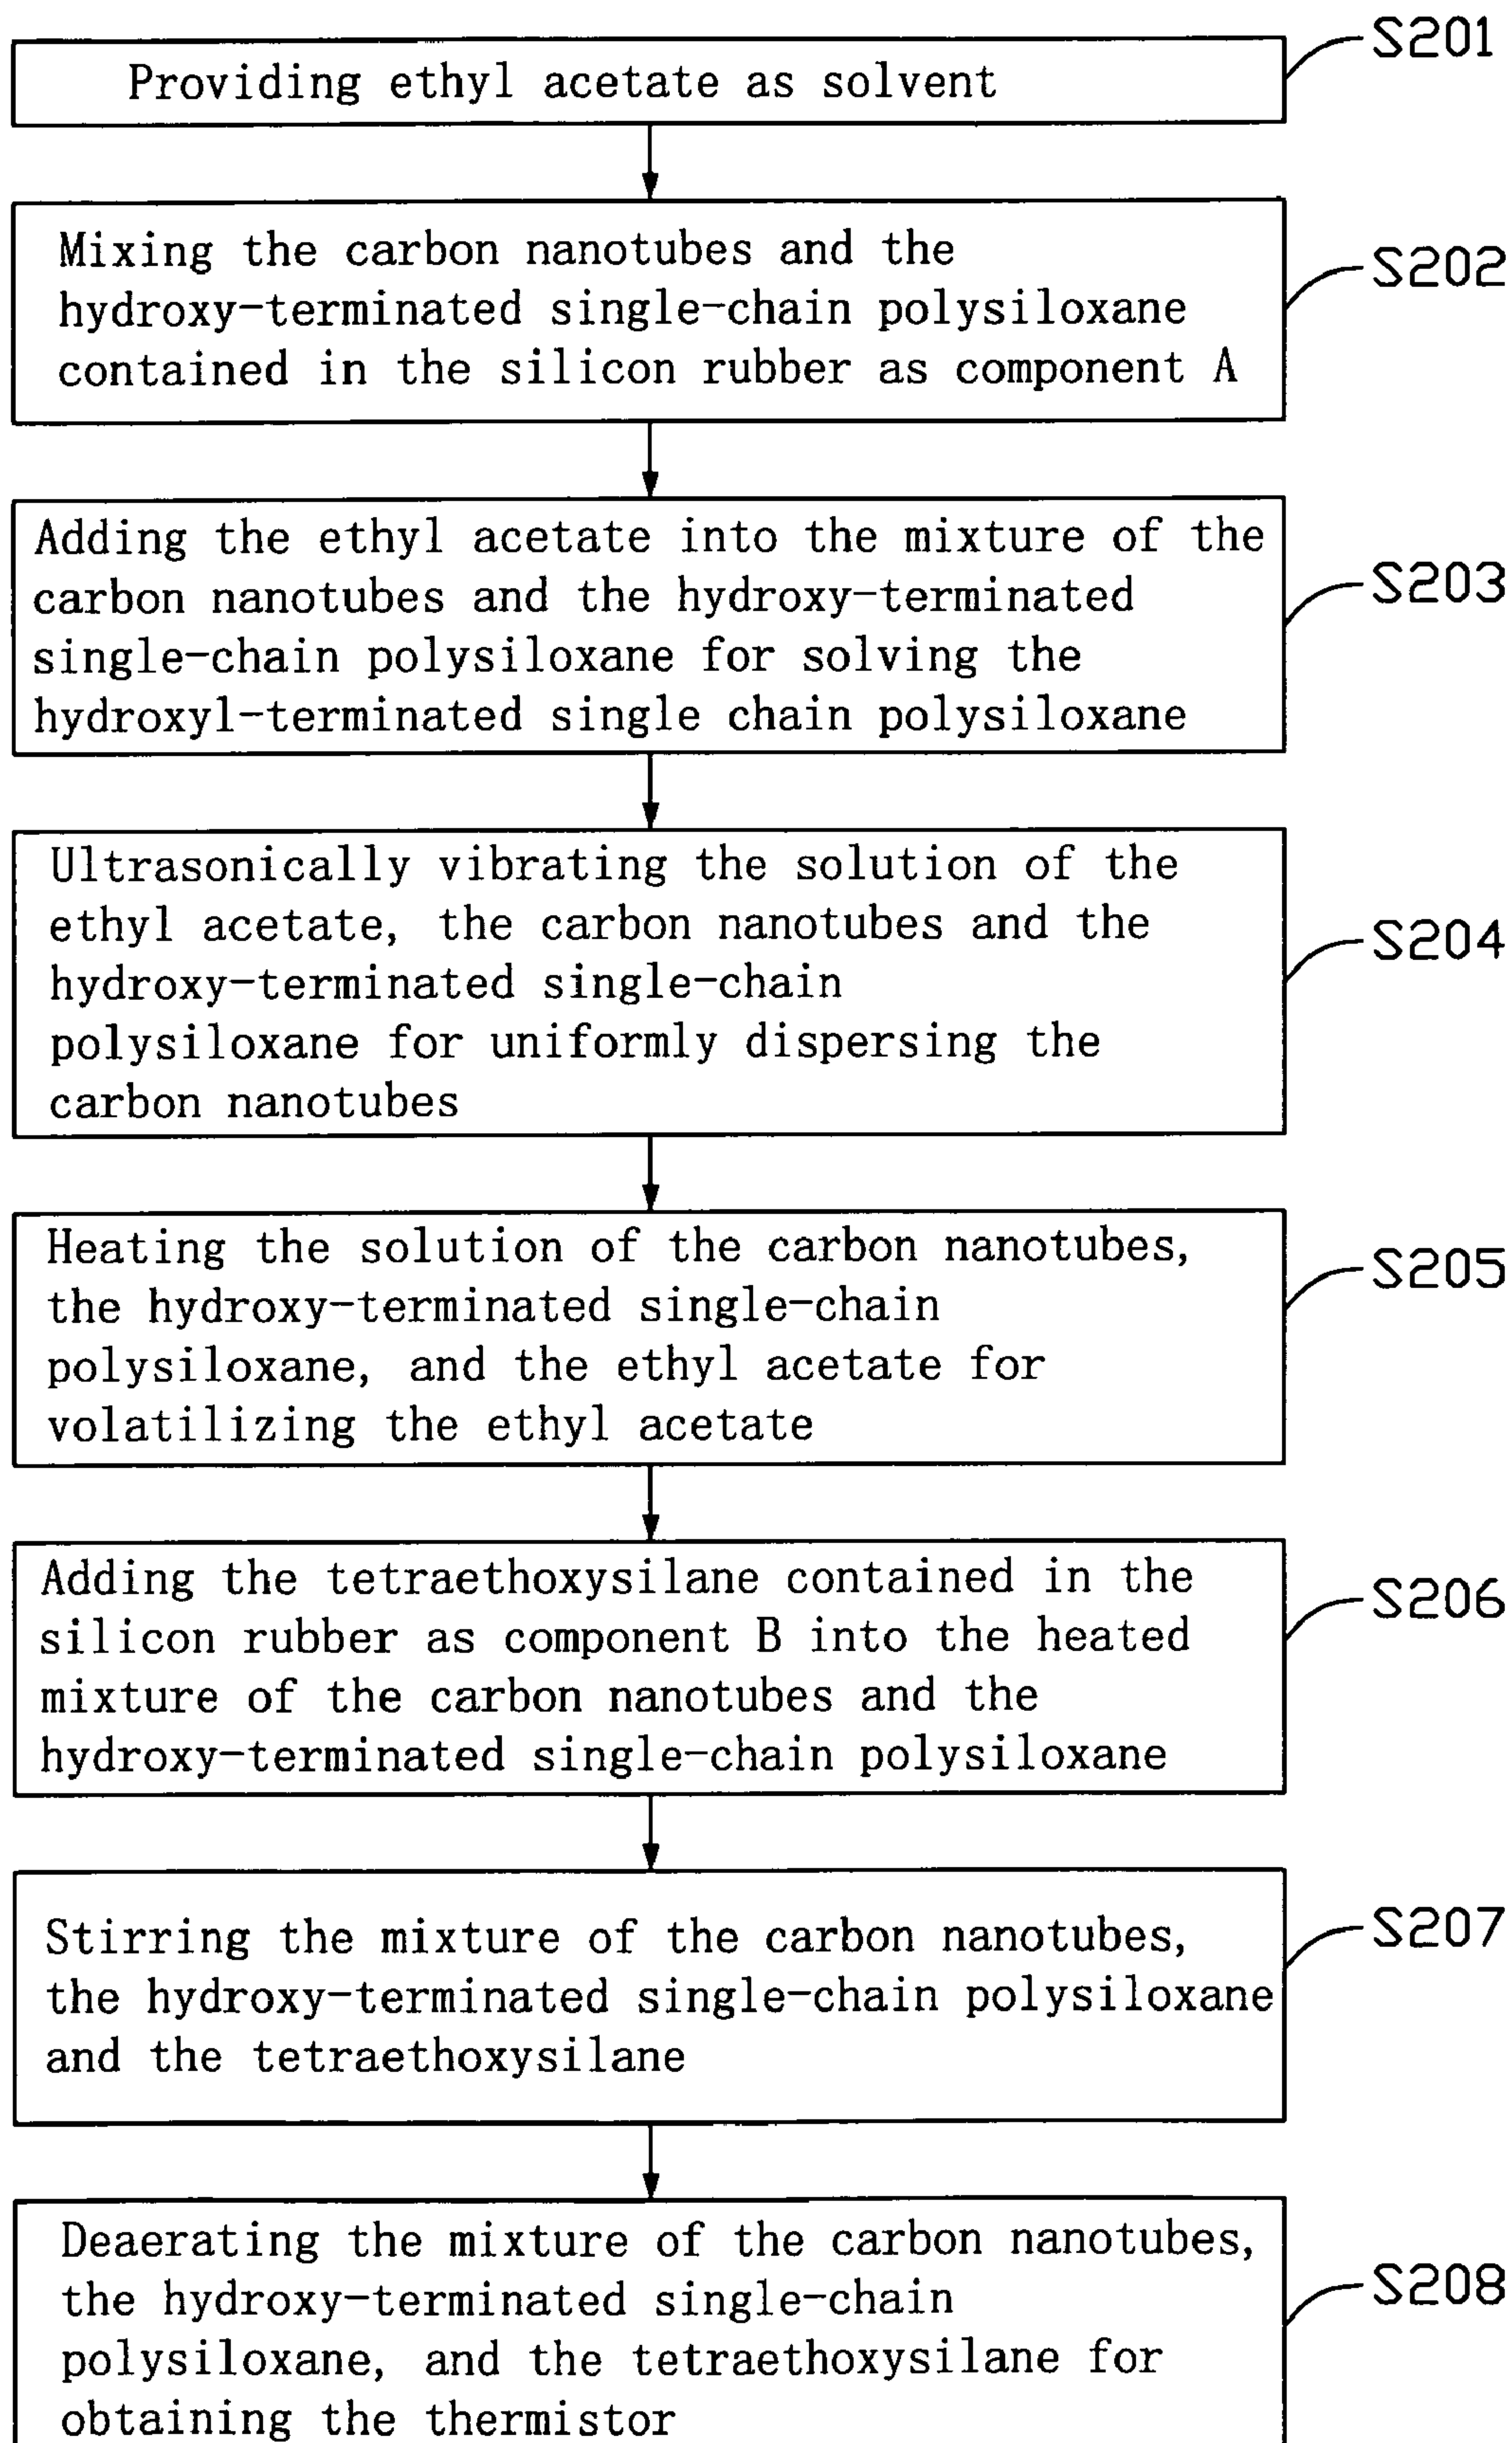 S201
Providing ethyl acetate as solvent
S202
Mixing the carbon nanotubes and the
hydroxy-terminated single-chain polysiloxane
contained in the silicon rubber as component A
S203
Adding the ethyl acetate into the mixture of the
carbon nanotubes and the hydroxy-terminated
single-chain polysiloxane for solving the
hydroxyl-terminated single chain polysiloxane
S204
Ultrasonically vibrating the solution of the
ethyl acetate, the carbon nanotubes and the
hydroxy-terminated single-chain
polysiloxane for uniformly dispersing the
carbon nanotubes
S205
Heating the solution of the carbon nanotubes,
the hydroxy-terminated single-chain
polysiloxane, and the ethyl acetate for
volatilizing the ethyl acetate
S206
Adding the tetraethoxysilane contained in the
silicon rubber as component B into the heated
mixture of the carbon nanotubes and the
hydroxy-terminated single-chain polysiloxane
S207
Stirring the mixture of the carbon nanotubes,
the hydroxy-terminated single-chain polysiloxane
and the tetraethoxysilane
S208
Deaerating the mixture of the carbon nanotubes,
the hydroxy-terminated single-chain
polysiloxane, and the tetraethoxysilane for
obtaining the thermistor